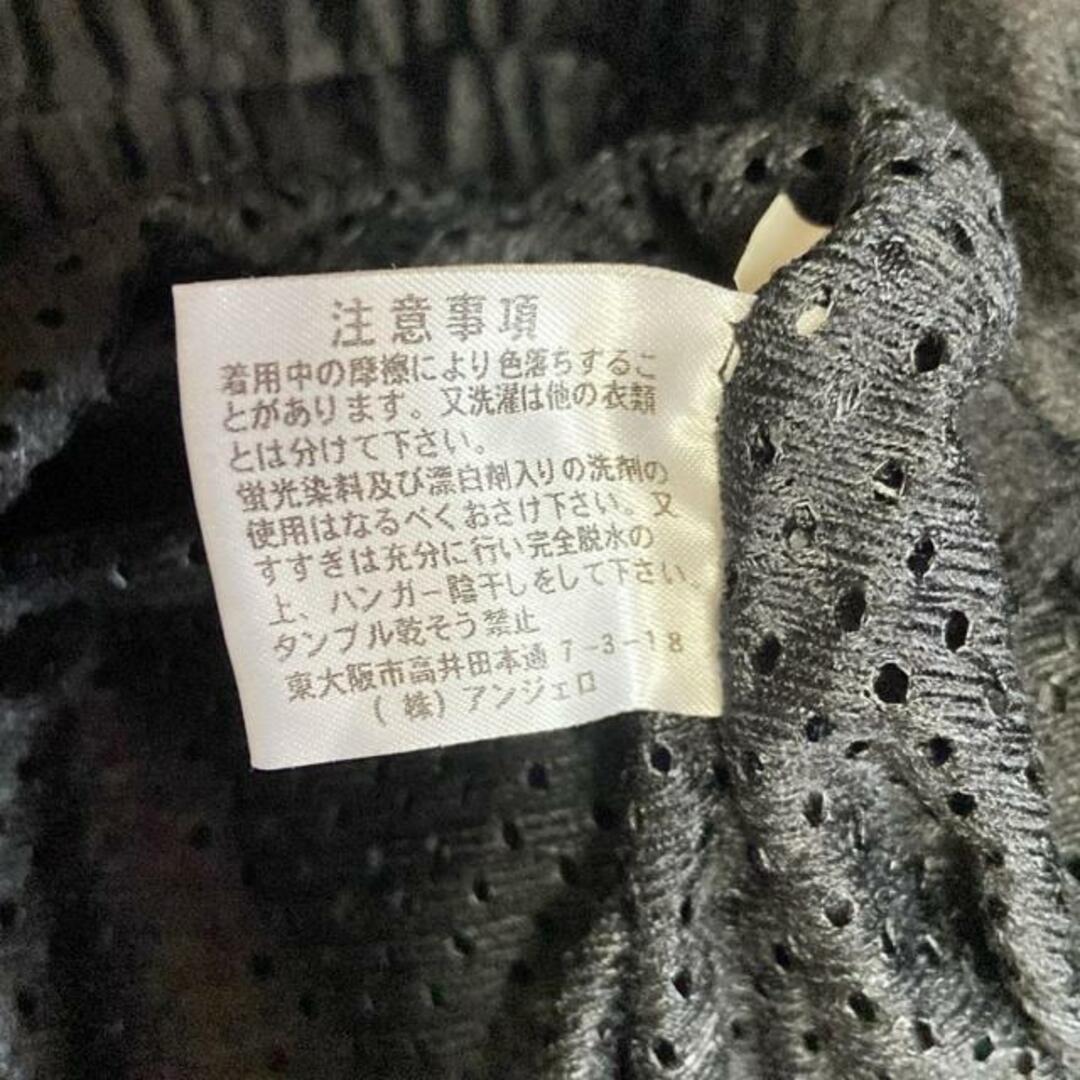 注意事項
着用中の摩擦により色落ちするこ
とがあります。又洗濯は他の衣類
とは分けて下さい。
蛍光染料及び漂白剤入りの洗剤の
使用はなるべくおさけ下さい。又
すすぎは充分に行い完全脱水の
上、ハンガー陰干しをして下さい。
タンブル乾そう禁止
東大阪市高井田本通7-3-18
(株)アンジェロ